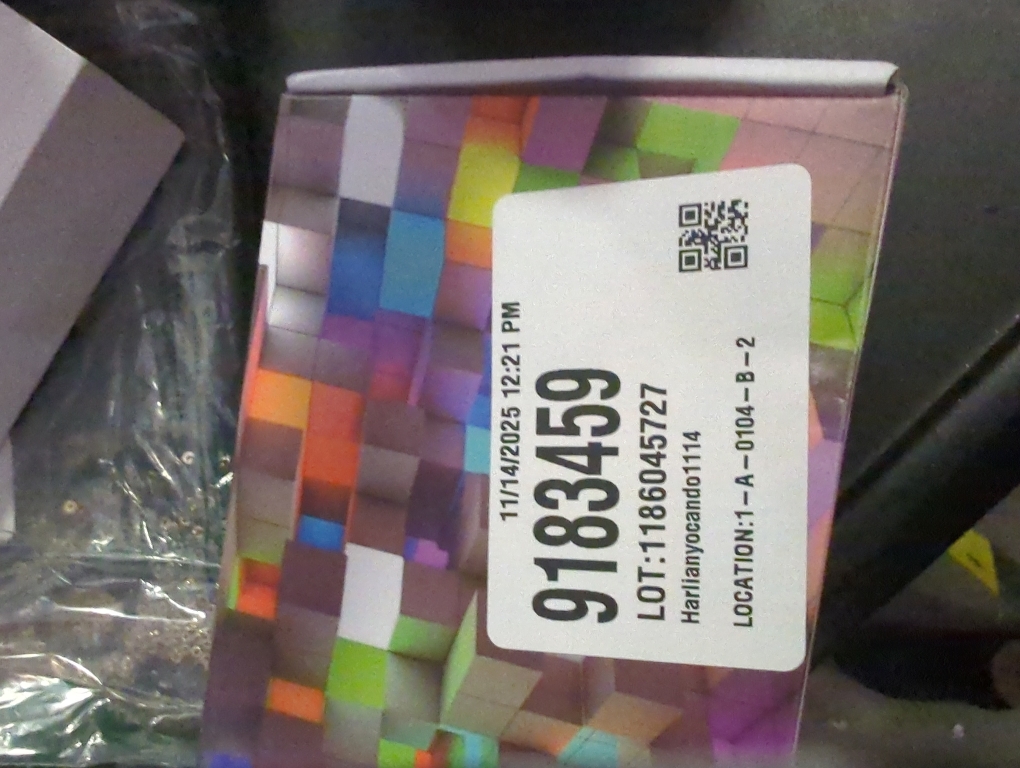 11/14/2025 12:21 PM
9183459
LOT:1186045727
Harlianyocando1114
LOCATION:1-A-0104-B-2